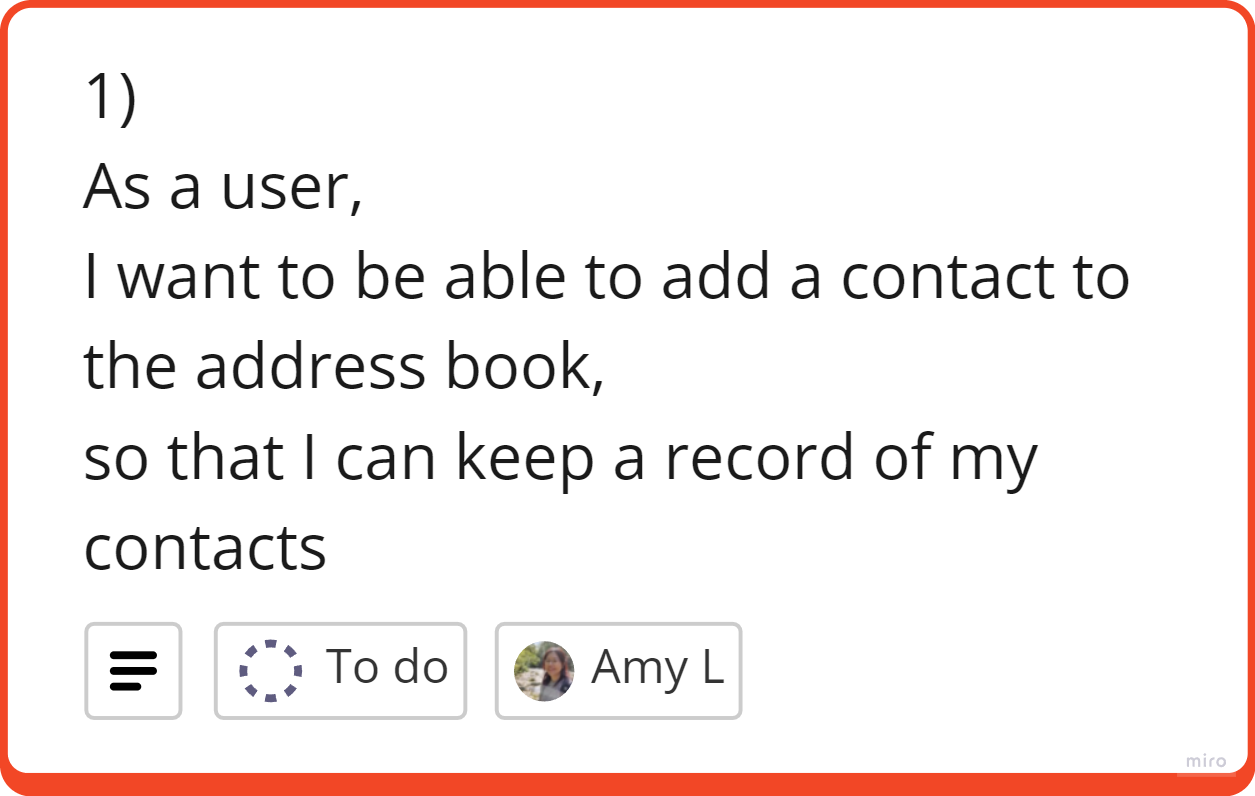 1)
As a user,
I want to be able to add a contact to
the address book,
so that I can keep a record of my
contacts
To do
Amy L
miro